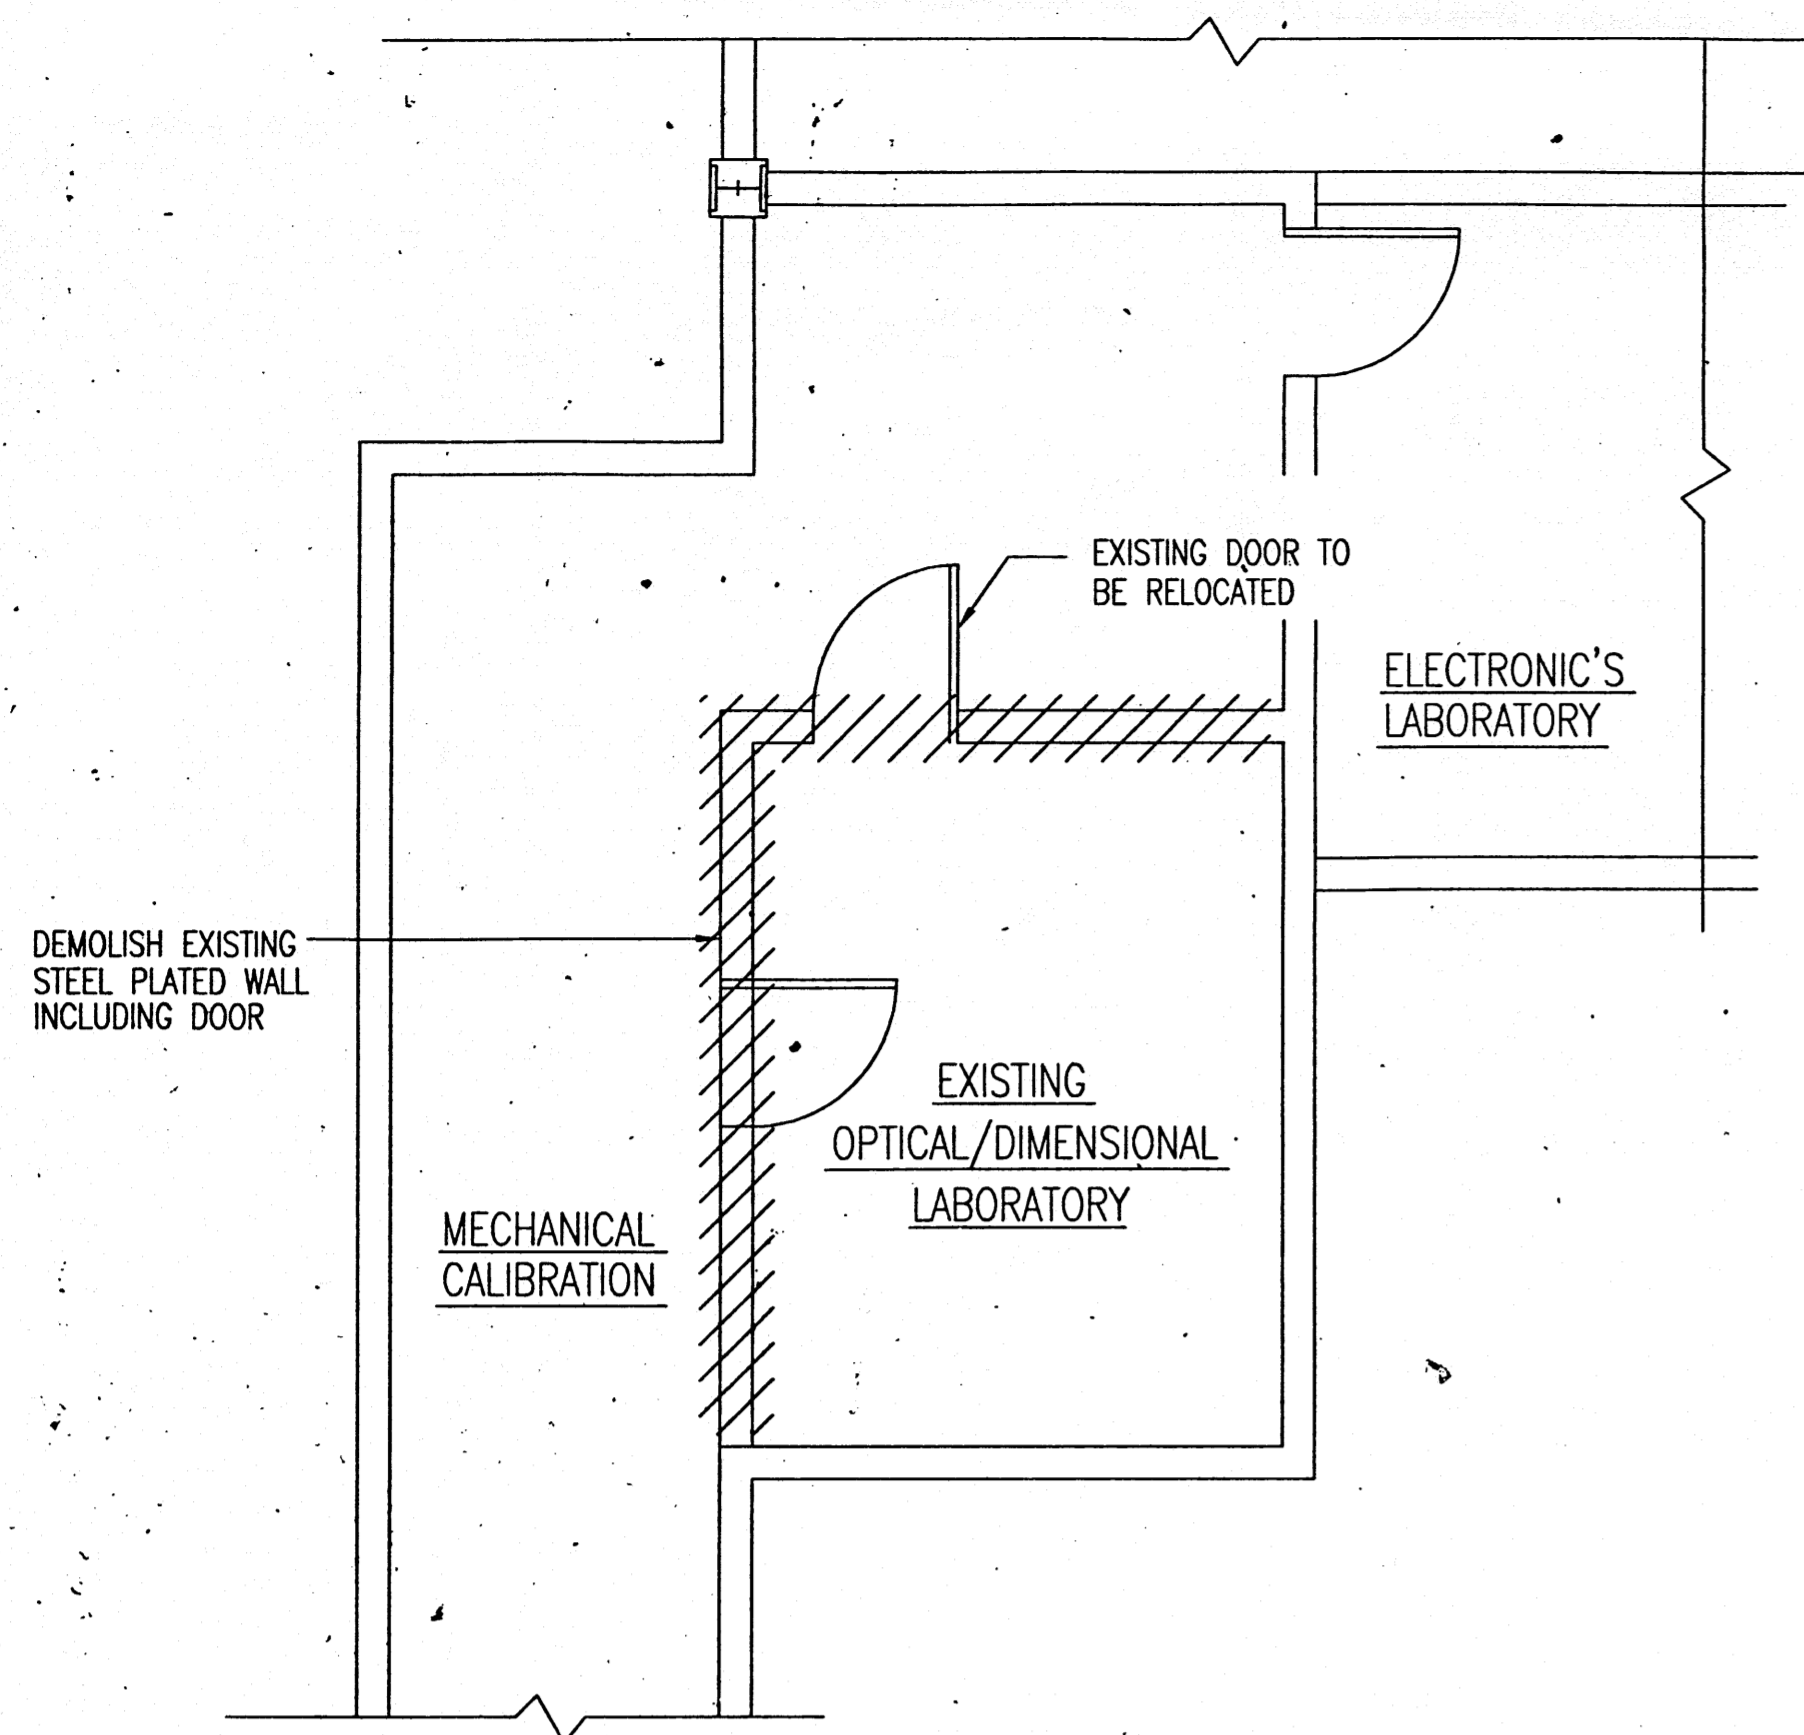 EXISTING DOOR TO
BE RELOCATED
ELECTRONIC'S
LABORATORY
DEMOLISH EXISTING
STEEL PLATED WALL
INCLUDING DOOR
EXISTING
OPTICAL/DIMENSIONAL
LABORATORY
MECHANICAL
CALIBRATION